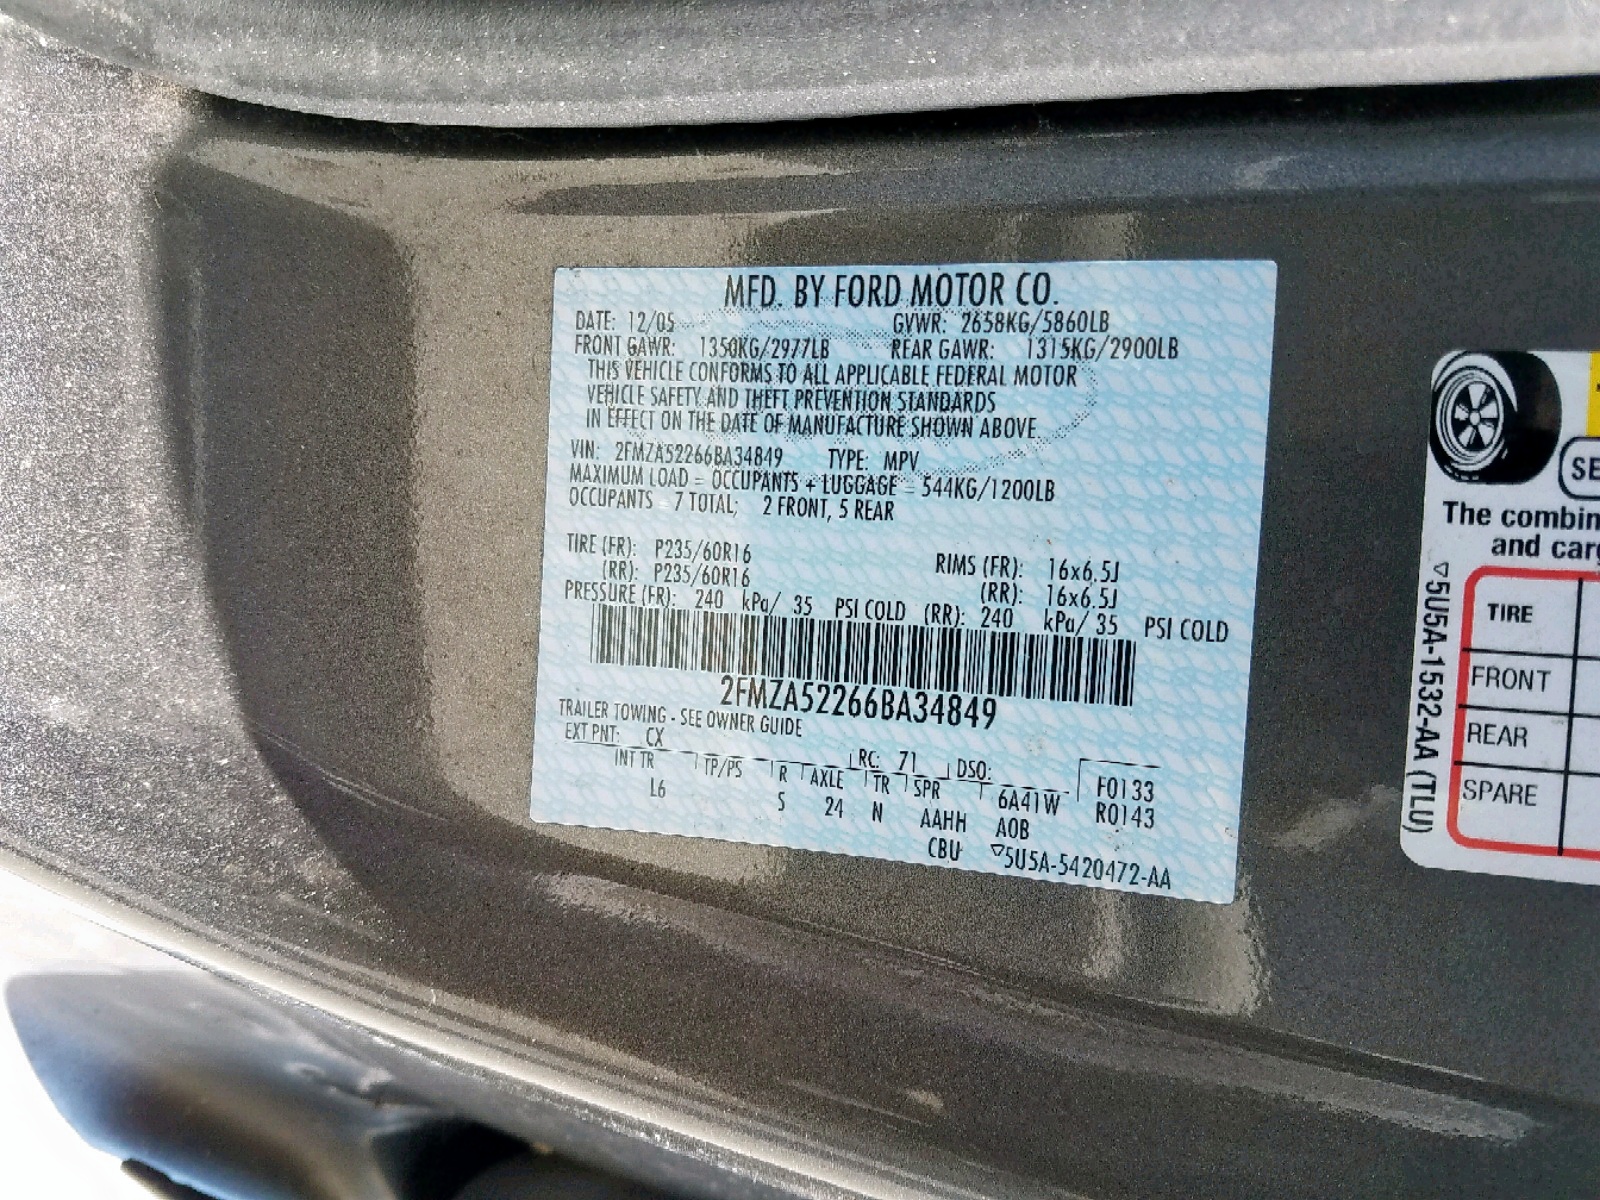 MFD. BY FORD MOTOR CO.
DATE: 12/05 GVWR: 2658KG/5860LB
FRONT GAWR: 1350KG/2977LB REAR GAWR: 1315KG/2900LB
THIS VEHICLE CONFORMS TO ALL APPLICABLE FEDERAL MOTOR
VEHICLE SAFETY AND THEFT PREVENTION STANDARDS
IN EFFECT ON THE DATE OF MANUFACTURE SHOWN ABOVE.
VIN: 2FMZA52266BA34849 TYPE: MPV
MAXIMUM LOAD = OCCUPANTS + LUGGAGE = 544KG/1200LB
OCCUPANTS = 7 TOTAL; 2 FRONT, 5 REAR
TIRE (FR): P235/60R16 RIMS (FR): 16x6.5J
(RR): P235/60R16 (RR): 16x6.5J
PRESSURE (FR): 240 kPa/ 35 PSI COLD (RR): 240 kPa/ 35 PSI COLD
2FMZA52266BA34849
TRAILER TOWING - SEE OWNER GUIDE
EXT PNT: CX RC: 71 DSO: F0133
INT TR TP/PS R AXLE TR SPR 6A41W R0143
L6 5 24 N AAHH A0B
CBU ▽5U5A-5420472-AA
SE
The combin
and carg
TIRE
FRONT
REAR
SPARE
▽5U5A-1532-AA (TLU)